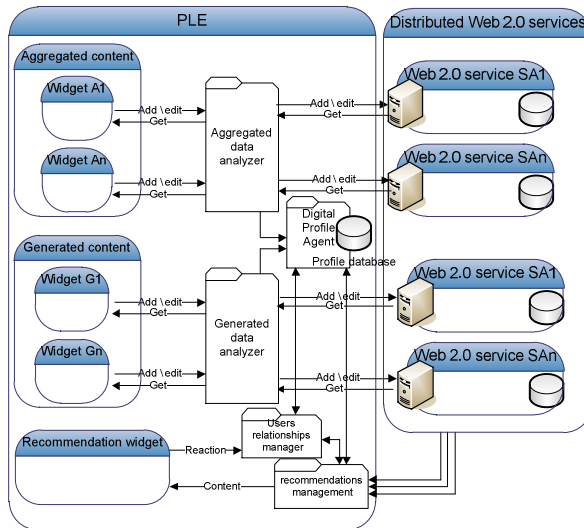 PLE
Distributed Web 2.0 services
Aggregated content
Widget A1
Add \ edit
Get
Widget An
Add \ edit
Get
Aggregated
data
analyzer
Add \ edit
Get
Add \ edit
Get
Web 2.0 service SA1
Web 2.0 service SAn
Digital
Profile
Agent
Profile database
Generated content
Widget G1
Add \ edit
Get
Widget Gn
Add \ edit
Get
Generated
data
analyzer
Add \ edit
Get
Add \ edit
Get
Web 2.0 service SA1
Web 2.0 service SAn
Recommendation widget
Reaction
Content
Users
relationships
manager
recommendations
management